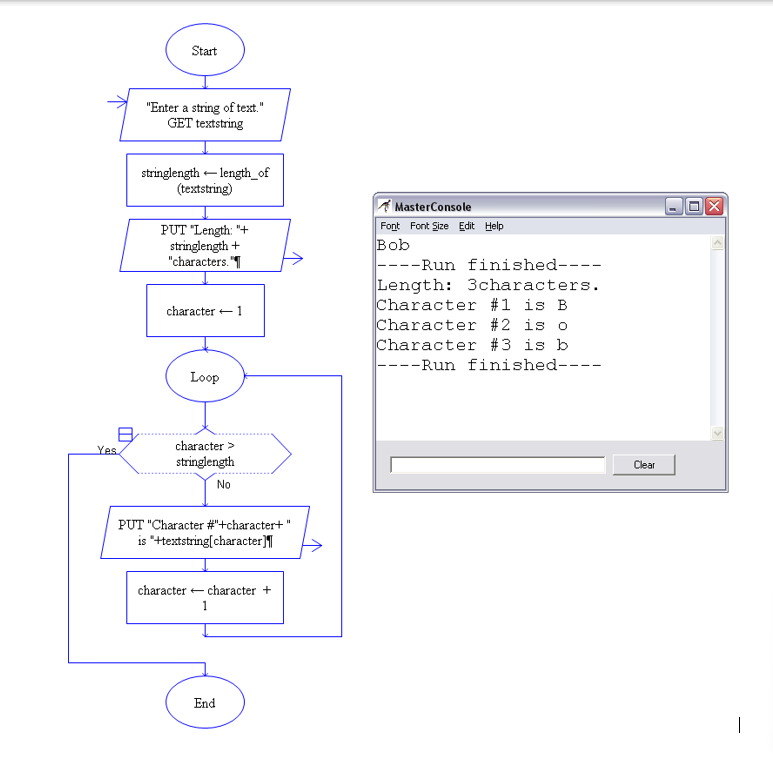 Start
"Enter a string of text."
GET textstring
stringlength ← length_of
(textstring)
PUT "Length: "+
stringlength +
"characters."¶
character ← 1
Loop
Yes
character >
stringlength
No
PUT "Character #"+character+ "
is "+textstring[character]¶
character ← character +
1
End
MasterConsole
Font Font Size Edit Help
Bob
----Run finished----
Length: 3characters.
Character #1 is B
Character #2 is o
Character #3 is b
----Run finished----
Clear